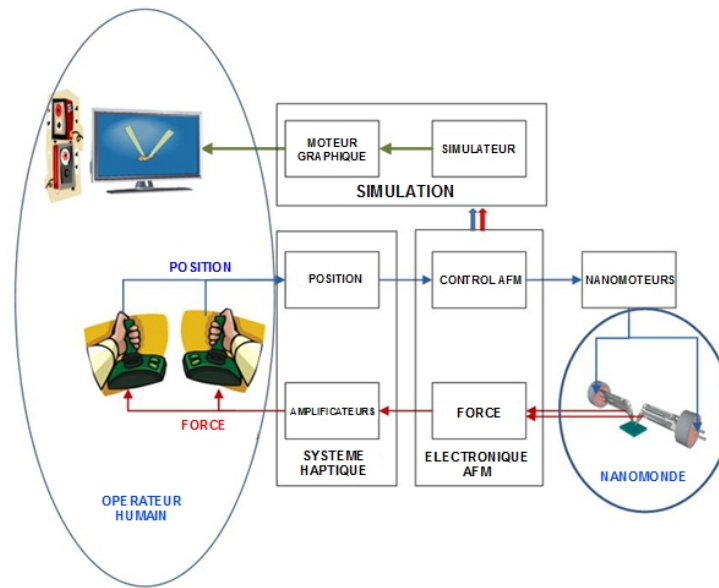 MOTEUR
GRAPHIQUE
SIMULATEUR
SIMULATION
POSITION
POSITION
CONTROL AFM
NANOMOTEURS
AMPLIFICATEURS
FORCE
FORCE
SYSTEME
HAPTIQUE
ELECTRONIQUE
AFM
NANOMONDE
OPERATEUR
HUMAIN